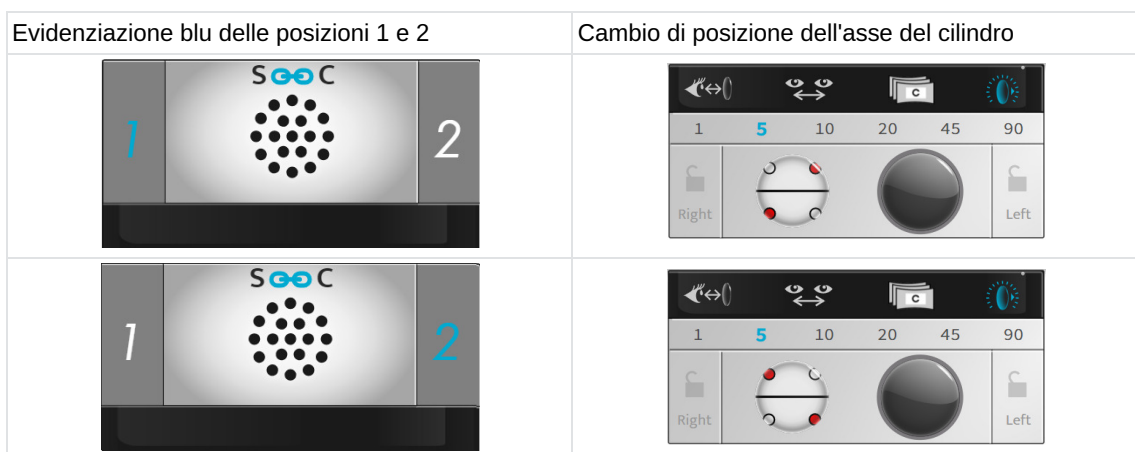 Evidenziazione blu delle posizioni 1 e 2
Cambio di posizione dell'asse del cilindro
S C
1 2
C
1 5 10 20 45 90
Right Left
S C
1 2
C
1 5 10 20 45 90
Right Left